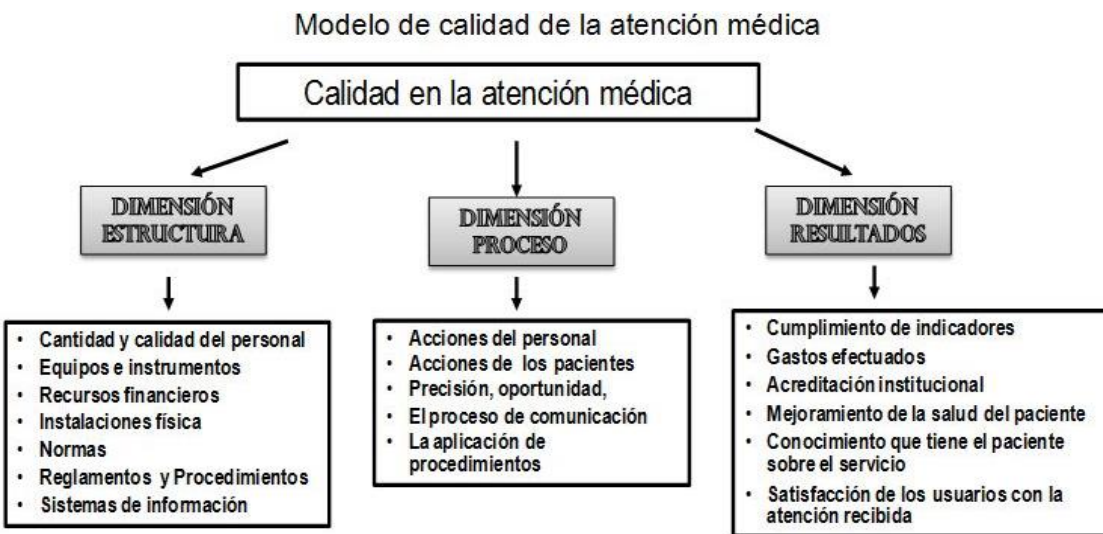 Modelo de calidad de la atención médica
Calidad en la atención médica
DIMENSIÓN
ESTRUCTURA
• Cantidad y calidad del personal
• Equipos e instrumentos
• Recursos financieros
• Instalaciones física
• Normas
• Reglamentos y Procedimientos
• Sistemas de información
DIMENSIÓN
PROCESO
• Acciones del personal
• Acciones de los pacientes
• Precisión, oportunidad,
• El proceso de comunicación
• La aplicación de
procedimientos
DIMENSIÓN
RESULTADOS
• Cumplimiento de indicadores
• Gastos efectuados
• Acreditación institucional
• Mejoramiento de la salud del paciente
• Conocimiento que tiene el paciente
sobre el servicio
• Satisfacción de los usuarios con la
atención recibida